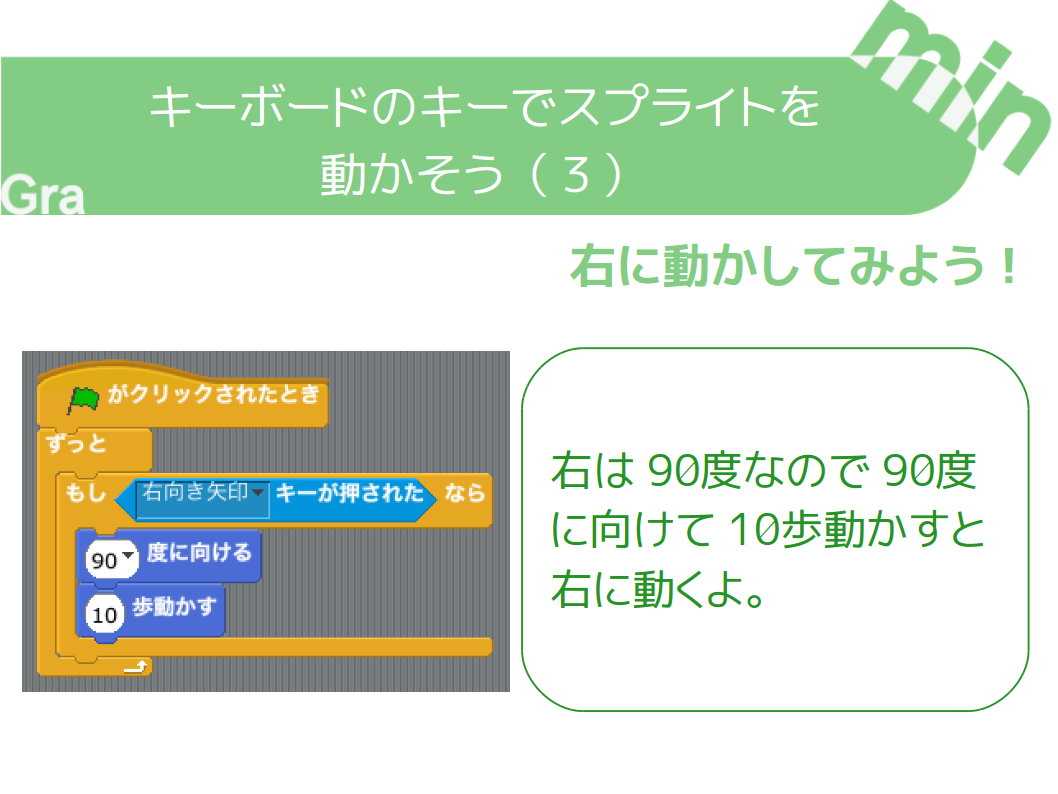 min
キーボードのキーでスプライトを
動かそう（３）
Gra
右に動かしてみよう！
がクリックされたとき
ずっと
もし 右向き矢印 キーが押された なら
90 度に向ける
10 歩動かす
右は 90度なので 90度
に向けて 10歩動かすと
右に動くよ。